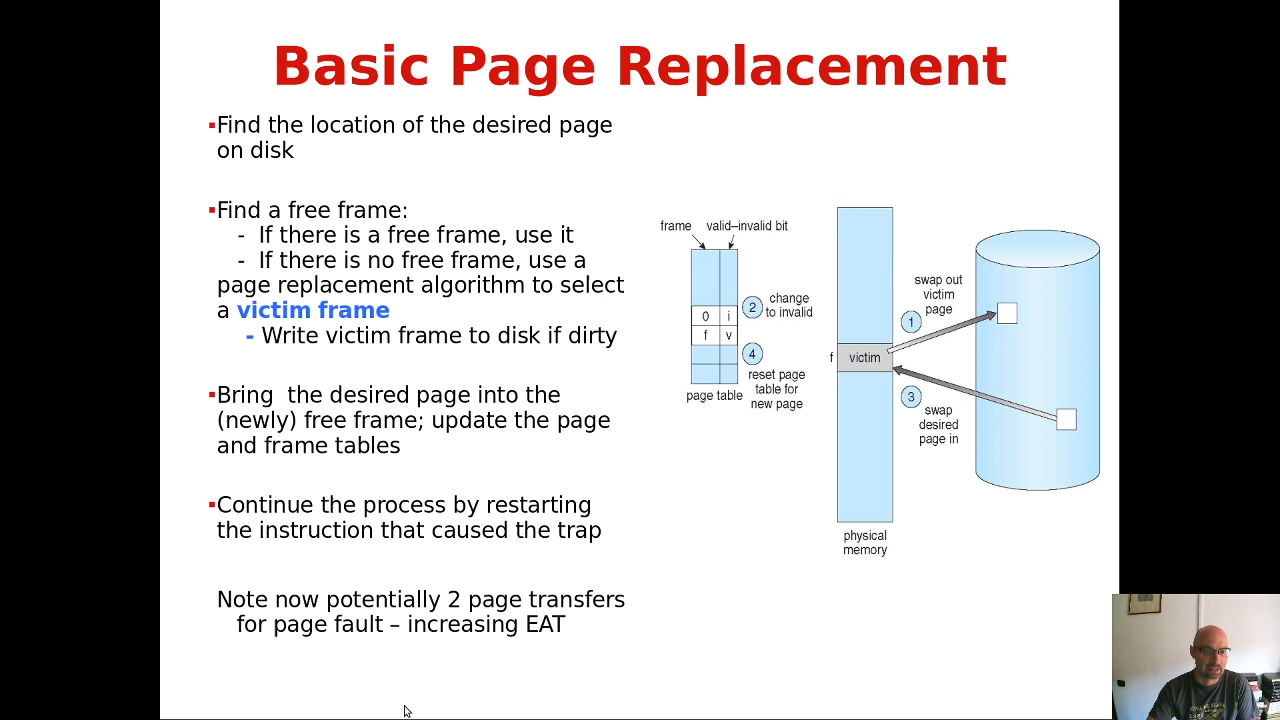 Basic Page Replacement
▪Find the location of the desired page
on disk
▪Find a free frame:
- If there is a free frame, use it
- If there is no free frame, use a
page replacement algorithm to select
a victim frame
- Write victim frame to disk if dirty
▪Bring the desired page into the
(newly) free frame; update the page
and frame tables
▪Continue the process by restarting
the instruction that caused the trap
Note now potentially 2 page transfers
for page fault – increasing EAT
frame valid–invalid bit
0 i
f v
2 change
to invalid
4
reset page
table for
new page
page table
f victim
physical
memory
swap out
victim
page
1
3
swap
desired
page in